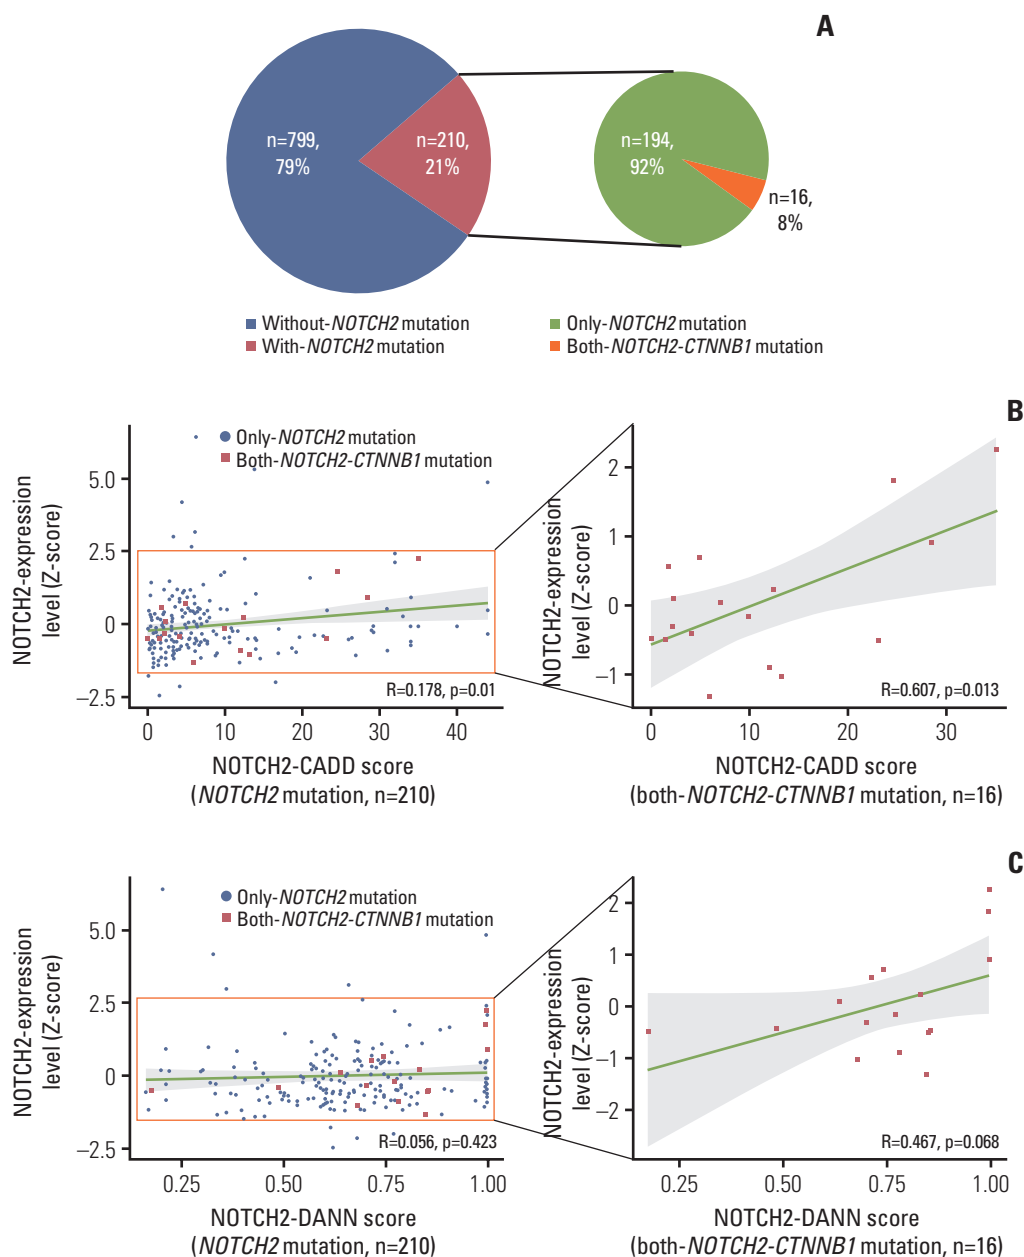 A
n=799,
79%
n=210,
21%
n=194,
92%
n=16,
8%
Without-NOTCH2 mutation
With-NOTCH2 mutation
Only-NOTCH2 mutation
Both-NOTCH2-CTNNB1 mutation
B
Only-NOTCH2 mutation
Both-NOTCH2-CTNNB1 mutation
NOTCH2-expression
level (Z-score)
5.0
2.5
0
−2.5
R=0.178, p=0.01
0 10 20 30 40
NOTCH2-CADD score
(NOTCH2 mutation, n=210)
NOTCH2-expression
level (Z-score)
2
1
0
−1
R=0.607, p=0.013
0 10 20 30
NOTCH2-CADD score
(both-NOTCH2-CTNNB1 mutation, n=16)
C
Only-NOTCH2 mutation
Both-NOTCH2-CTNNB1 mutation
NOTCH2-expression
level (Z-score)
5.0
2.5
0
−2.5
R=0.056, p=0.423
0.25 0.50 0.75 1.00
NOTCH2-DANN score
(NOTCH2 mutation, n=210)
NOTCH2-expression
level (Z-score)
2
1
0
−1
−2
R=0.467, p=0.068
0.25 0.50 0.75 1.00
NOTCH2-DANN score
(both-NOTCH2-CTNNB1 mutation, n=16)